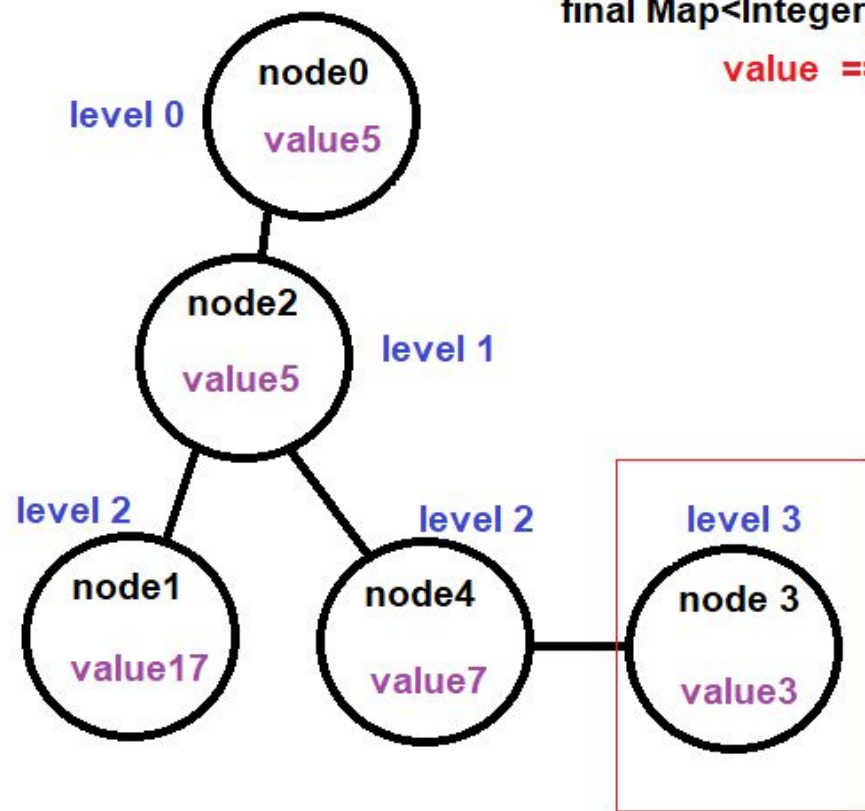 final Map<Integer
value ==
node0
level 0
value5
node2
level 1
value5
level 2
level 2
level 3
node1
node4
node 3
value17
value7
value3